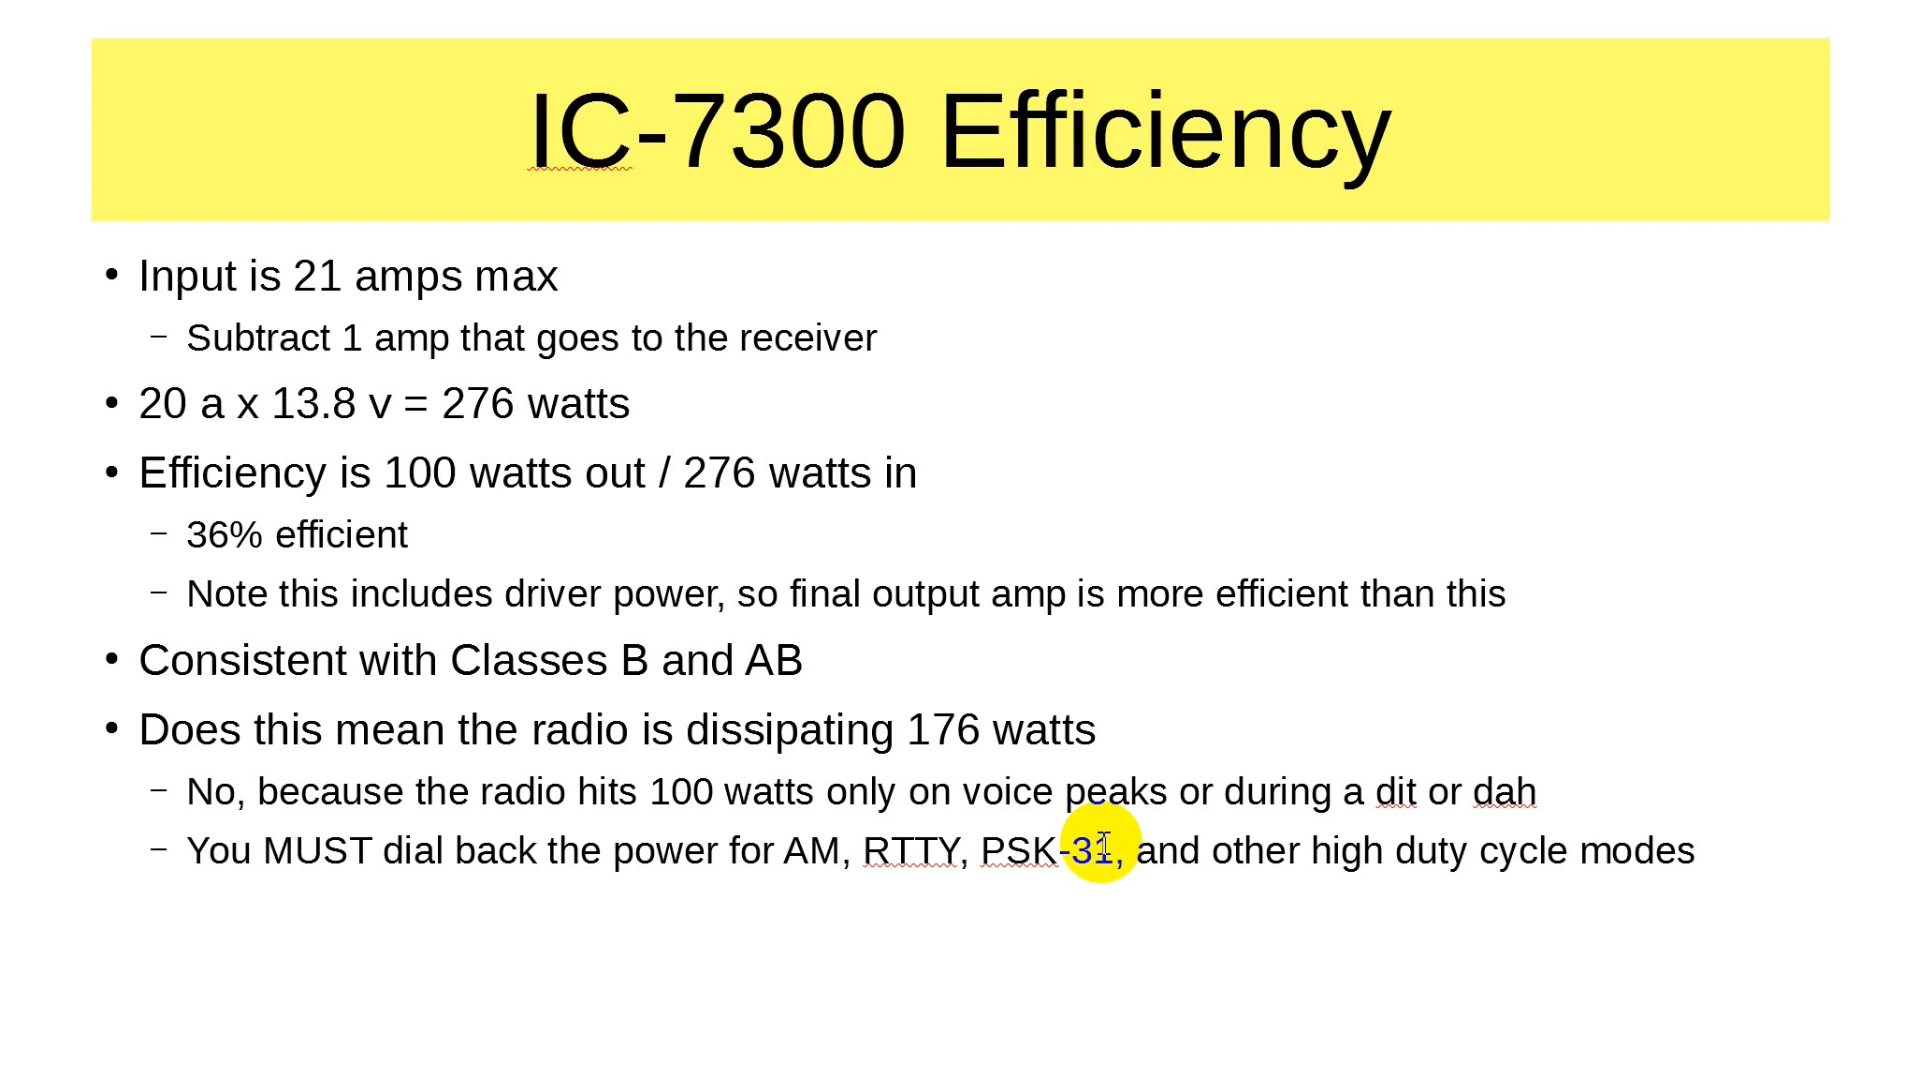 IC-7300 Efficiency
• Input is 21 amps max
– Subtract 1 amp that goes to the receiver
• 20 a x 13.8 v = 276 watts
• Efficiency is 100 watts out / 276 watts in
– 36% efficient
– Note this includes driver power, so final output amp is more efficient than this
• Consistent with Classes B and AB
• Does this mean the radio is dissipating 176 watts
– No, because the radio hits 100 watts only on voice peaks or during a dit or dah
– You MUST dial back the power for AM, RTTY, PSK-31, and other high duty cycle modes